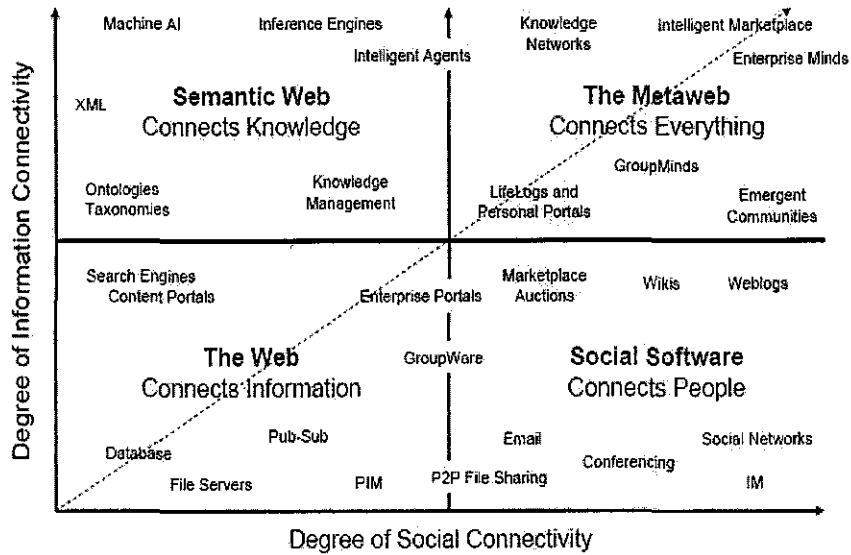 Machine AI
Inference Engines
Knowledge
Networks
Intelligent Marketplace
Intelligent Agents
Enterprise Minds
XML
Semantic Web
Connects Knowledge
The Metaweb
Connects Everything
GroupMinds
Ontologies
Taxonomies
Knowledge
Management
LifeLogs and
Personal Portals
Emergent
Communities
Search Engines
Content Portals
Enterprise Portals
Marketplace
Auctions
Wikis
Weblogs
The Web
Connects Information
GroupWare
Social Software
Connects People
Database
Pub-Sub
Email
Social Networks
Conferencing
File Servers
PIM
P2P File Sharing
IM
Degree of Information Connectivity
Degree of Social Connectivity